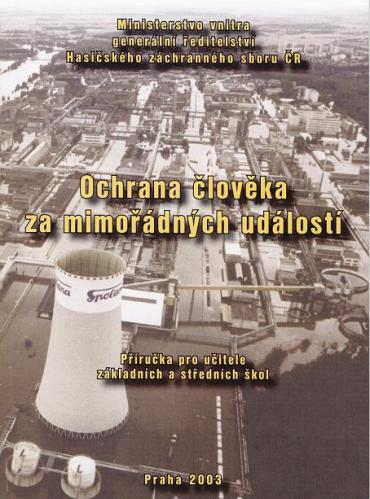 Ministerstvo vnitra
generální ředitelství
Hasičského záchranného sboru ČR
Ochrana člověka
za mimořádných událostí
Spolana
Příručka pro učitele
základních a středních škol
Praha 2003